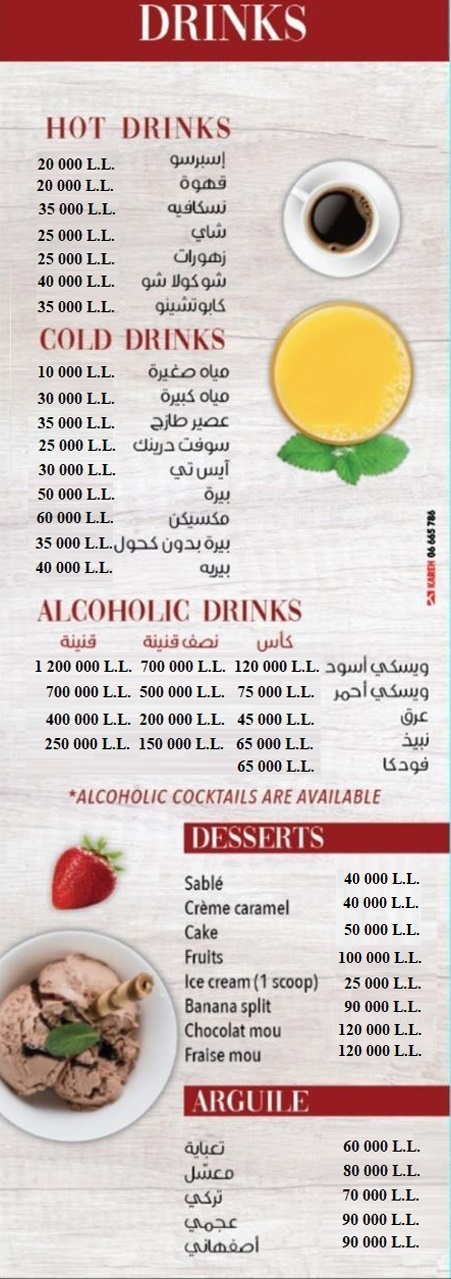 DRINKS
HOT DRINKS
إسبرسو 20 000 L.L.
قهوة 20 000 L.L.
نسكافيه 35 000 L.L.
شاي 25 000 L.L.
زهورات 25 000 L.L.
شوكولا شو 40 000 L.L.
كابوتشينو 35 000 L.L.
COLD DRINKS
مياه صغيرة 10 000 L.L.
مياه كبيرة 30 000 L.L.
عصير طازج 35 000 L.L.
سوفت درينك 25 000 L.L.
آيس تي 30 000 L.L.
بيرة 50 000 L.L.
مكسيكن 60 000 L.L.
بيرة بدون كحول 35 000 L.L.
بيريه 40 000 L.L.
KAREH 06 665 786
ALCOHOLIC DRINKS
كأس نصف قنينة قنينة
ويسكي أسود 120 000 L.L. 700 000 L.L. 1 200 000 L.L.
ويسكي أحمر 75 000 L.L. 500 000 L.L. 700 000 L.L.
عرق 45 000 L.L. 200 000 L.L. 400 000 L.L.
نبيذ 65 000 L.L. 150 000 L.L. 250 000 L.L.
فودكا 65 000 L.L.
*ALCOHOLIC COCKTAILS ARE AVAILABLE
DESSERTS
Sablé 40 000 L.L.
Crème caramel 40 000 L.L.
Cake 50 000 L.L.
Fruits 100 000 L.L.
Ice cream (1 scoop) 25 000 L.L.
Banana split 90 000 L.L.
Chocolat mou 120 000 L.L.
Fraise mou 120 000 L.L.
ARGUILE
تعباية 60 000 L.L.
معسّل 80 000 L.L.
تركي 70 000 L.L.
عجمي 90 000 L.L.
أصفهاني 90 000 L.L.